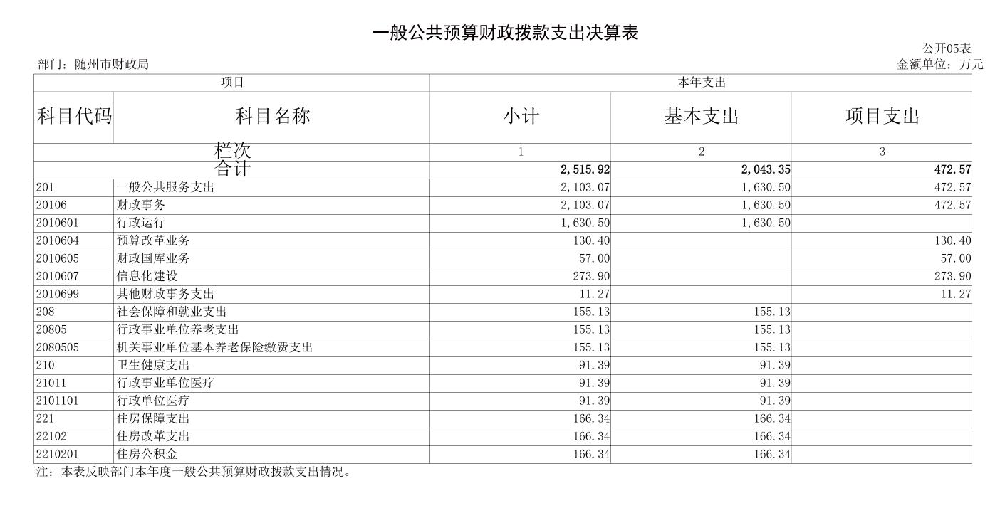 一般公共预算财政拨款支出决算表
公开05表
部门：随州市财政局 金额单位：万元
项目 本年支出
科目代码 科目名称 小计 基本支出 项目支出
栏次 1 2 3
合计 2,515.92 2,043.35 472.57
201 一般公共服务支出 2,103.07 1,630.50 472.57
20106 财政事务 2,103.07 1,630.50 472.57
2010601 行政运行 1,630.50 1,630.50
2010604 预算改革业务 130.40 130.40
2010605 财政国库业务 57.00 57.00
2010607 信息化建设 273.90 273.90
2010699 其他财政事务支出 11.27 11.27
208 社会保障和就业支出 155.13 155.13
20805 行政事业单位养老支出 155.13 155.13
2080505 机关事业单位基本养老保险缴费支出 155.13 155.13
210 卫生健康支出 91.39 91.39
21011 行政事业单位医疗 91.39 91.39
2101101 行政单位医疗 91.39 91.39
221 住房保障支出 166.34 166.34
22102 住房改革支出 166.34 166.34
2210201 住房公积金 166.34 166.34
注：本表反映部门本年度一般公共预算财政拨款支出情况。